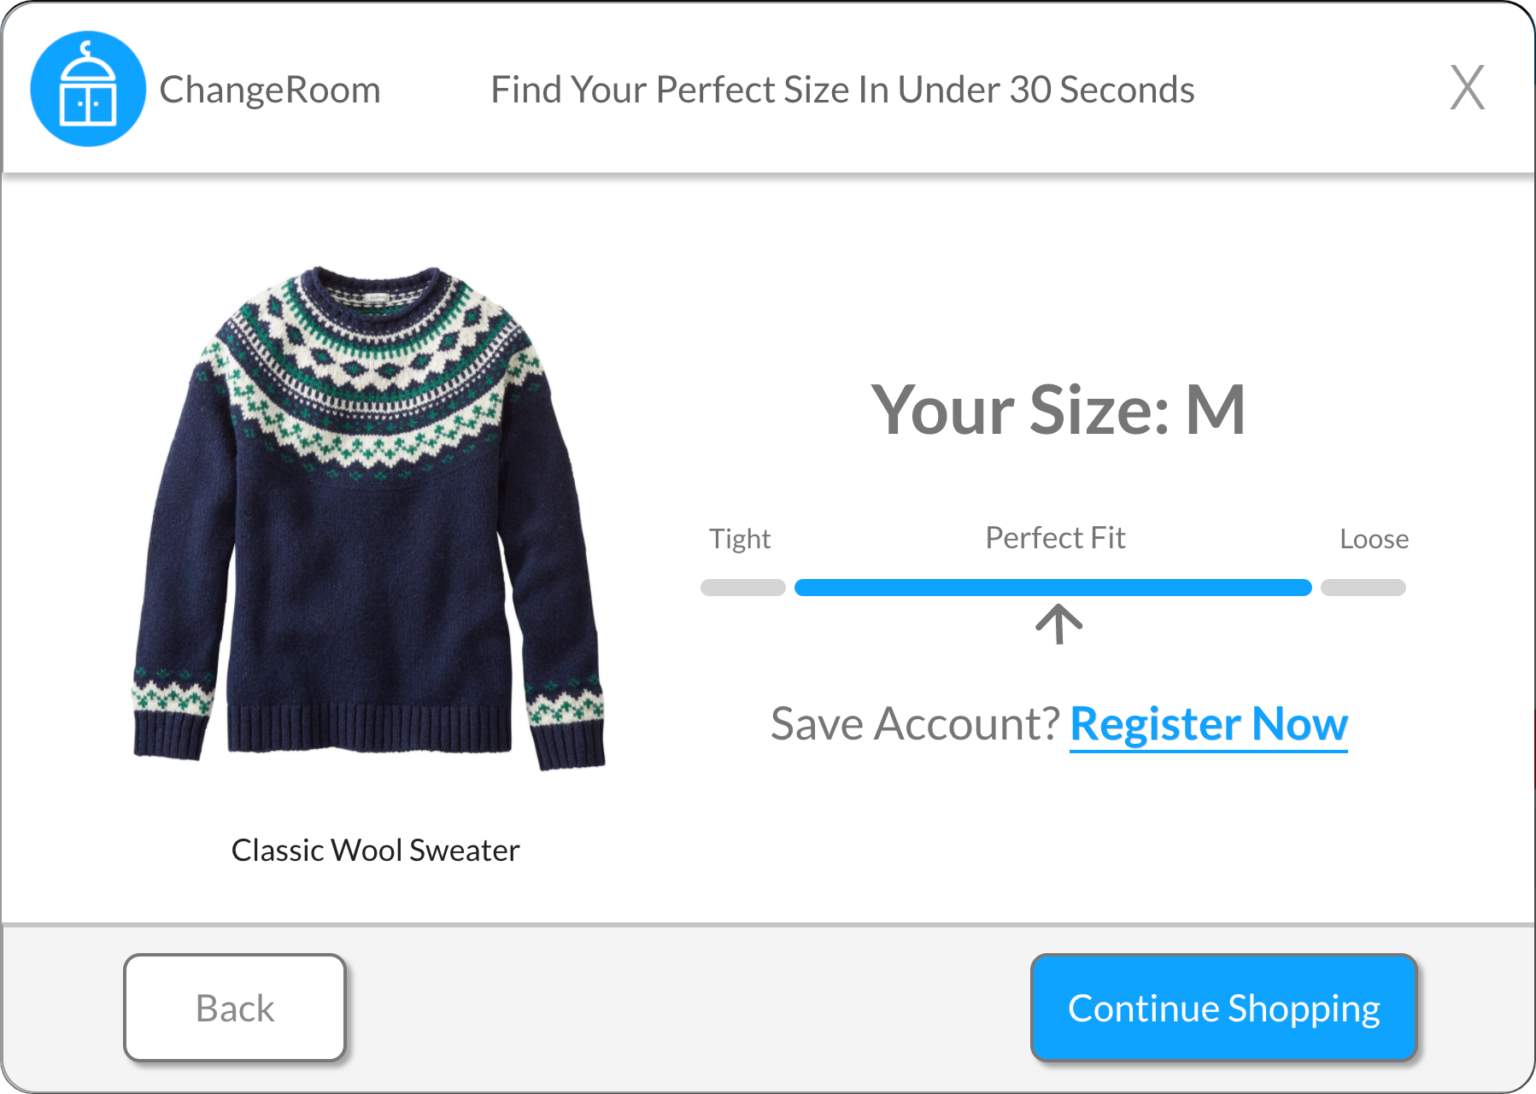 ChangeRoom
Find Your Perfect Size In Under 30 Seconds
X
Your Size: M
Tight
Perfect Fit
Loose
Save Account? Register Now
Classic Wool Sweater
Back
Continue Shopping